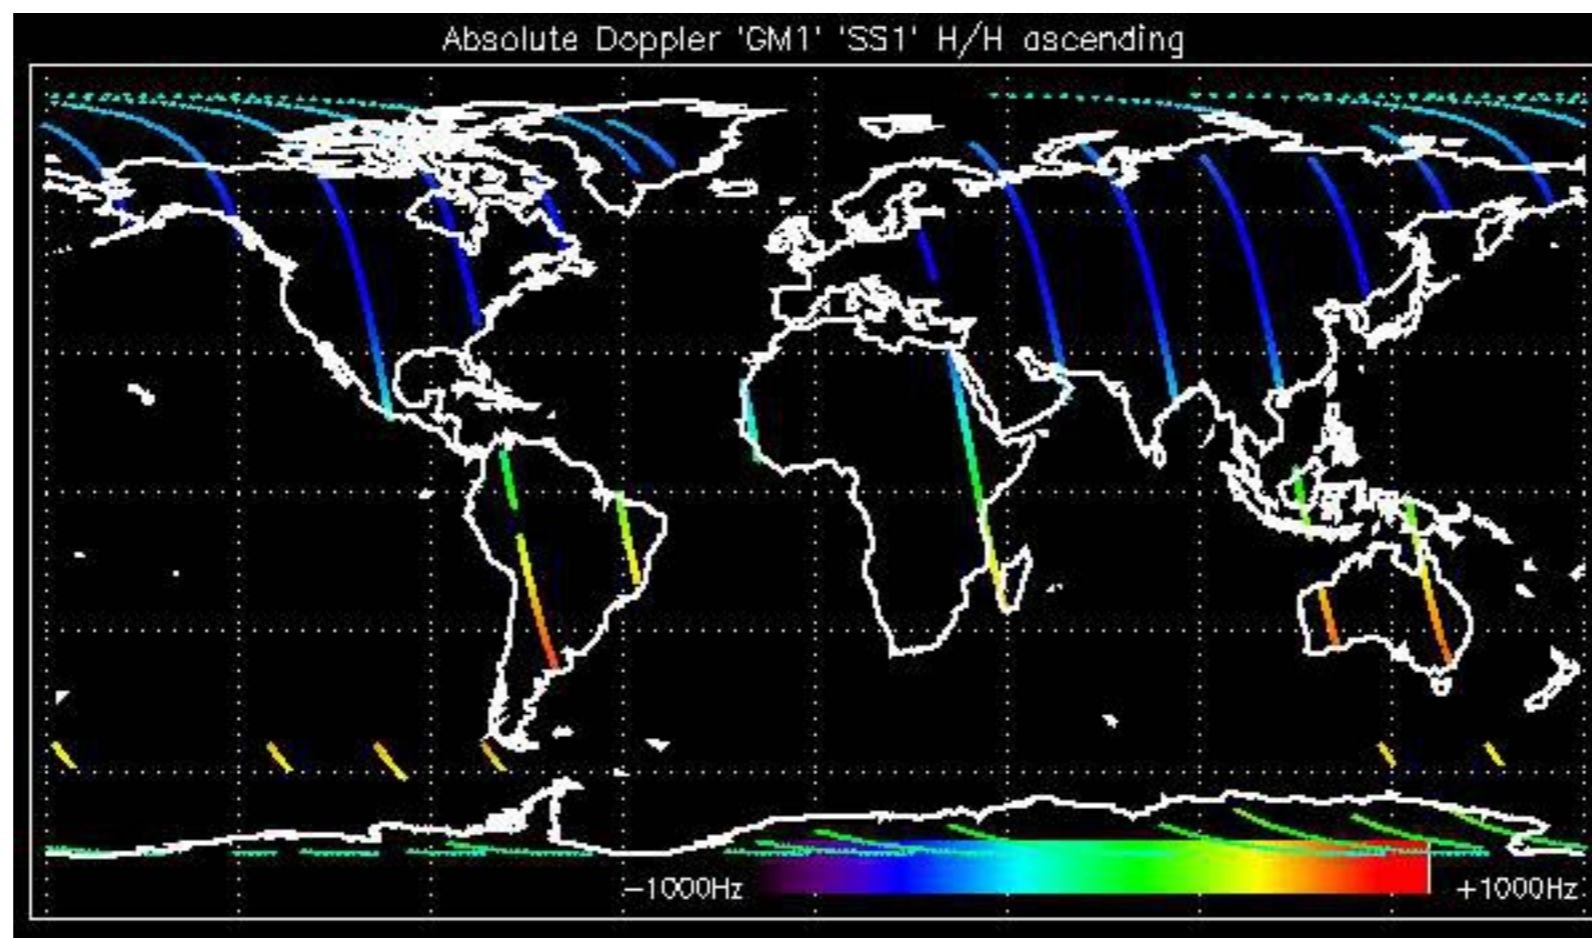 Absolute Doppler 'GM1' 'SS1' H/H ascending
−1000Hz +1000Hz